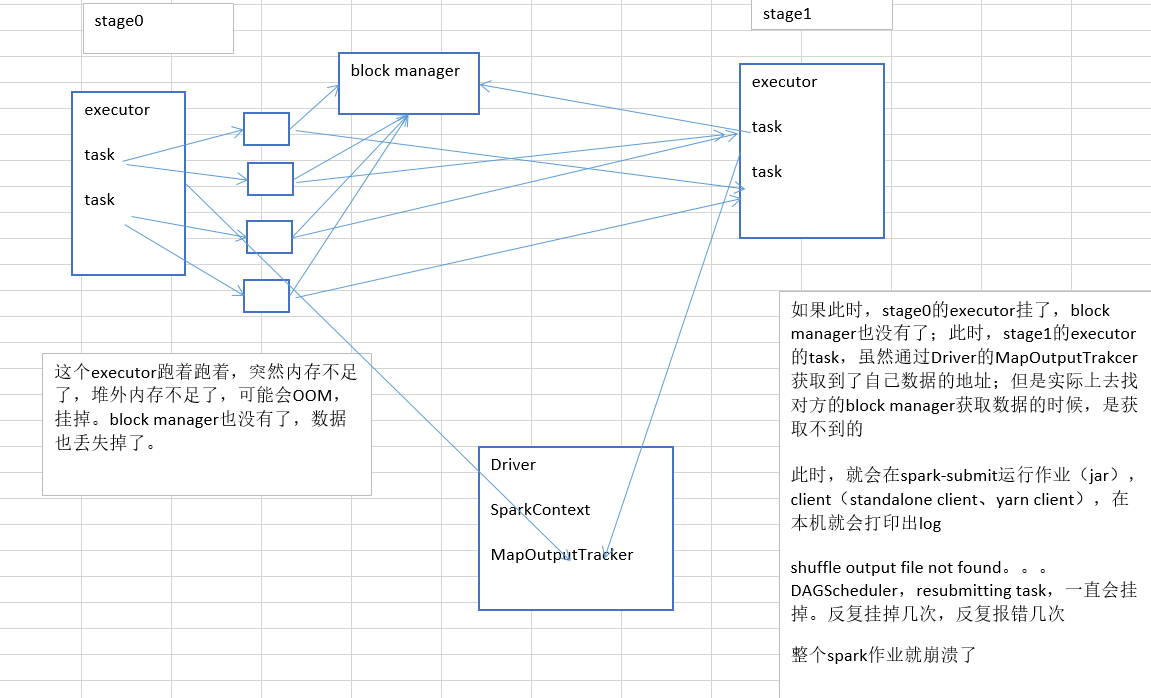 stage0
stage1
block manager
executor
task
task
executor
task
task
这个executor跑着跑着，突然内存不足
了，堆外内存不足了，可能会OOM，
挂掉。block manager也没有了，数据
也丢失掉了。
Driver
SparkContext
MapOutputTracker
如果此时，stage0的executor挂了，block
manager也没有了；此时，stage1的executor
的task，虽然通过Driver的MapOutputTrakcer
获取到了自己数据的地址；但是实际上去找
对方的block manager获取数据的时候，是获
取不到的
此时，就会在spark-submit运行作业（jar），
client（standalone client、yarn client），在
本机就会打印出log
shuffle output file not found。。。
DAGScheduler，resubmitting task，一直会挂
掉。反复挂掉几次，反复报错几次
整个spark作业就崩溃了